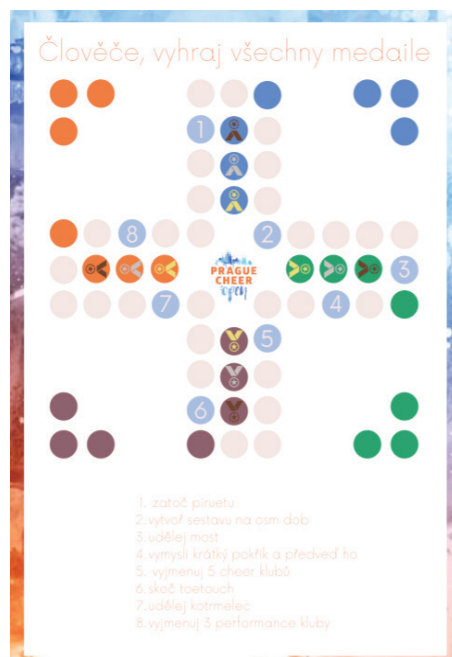 Člověče, vyhraj všechny medaile
1
8
2
PRAGUE
CHEER
open
3
7
4
5
6
1. zatoč piruetu
2. vytvoř sestavu na osm dob
3. udělej most
4. vymysli krátký pokřik a předveď ho
5. vyjmenuj 5 cheer klubů
6. skoč toetouch
7. udělej kotrmelec
8. vyjmenuj 3 performance kluby